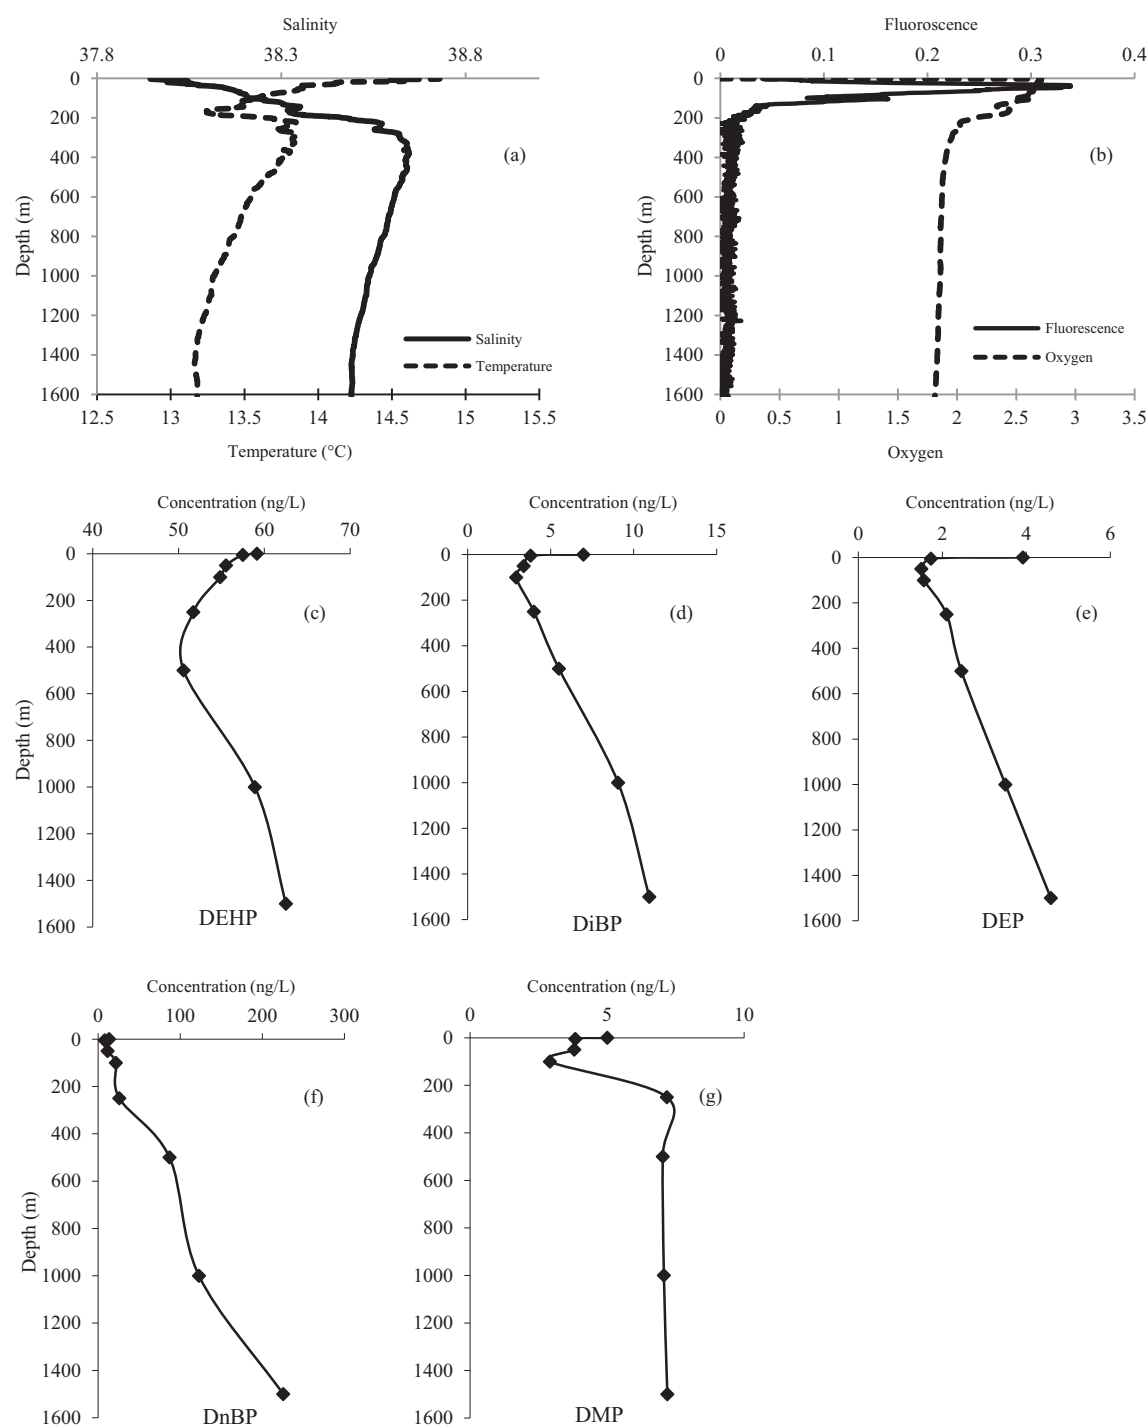 Salinity
37.8 38.3 38.8
0
200
400
600
800
1000
1200
1400
1600
Depth (m)
(a)
Salinity
Temperature
12.5 13 13.5 14 14.5 15 15.5
Temperature (°C)
Fluoroscence
0 0.1 0.2 0.3 0.4
0
200
400
600
800
1000
1200
1400
1600
Depth (m)
(b)
Fluorescence
Oxygen
0 0.5 1 1.5 2 2.5 3 3.5
Oxygen
Concentration (ng/L)
40 50 60 70
0
200
400
600
800
1000
1200
1400
1600
Depth (m)
(c)
DEHP
Concentration (ng/L)
0 5 10 15
0
200
400
600
800
1000
1200
1400
1600
(d)
DiBP
Concentration (ng/L)
0 2 4 6
0
200
400
600
800
1000
1200
1400
1600
(e)
DEP
Concentration (ng/L)
0 100 200 300
0
200
400
600
800
1000
1200
1400
1600
Depth (m)
(f)
DnBP
Concentration (ng/L)
0 5 10
0
200
400
600
800
1000
1200
1400
1600
(g)
DMP